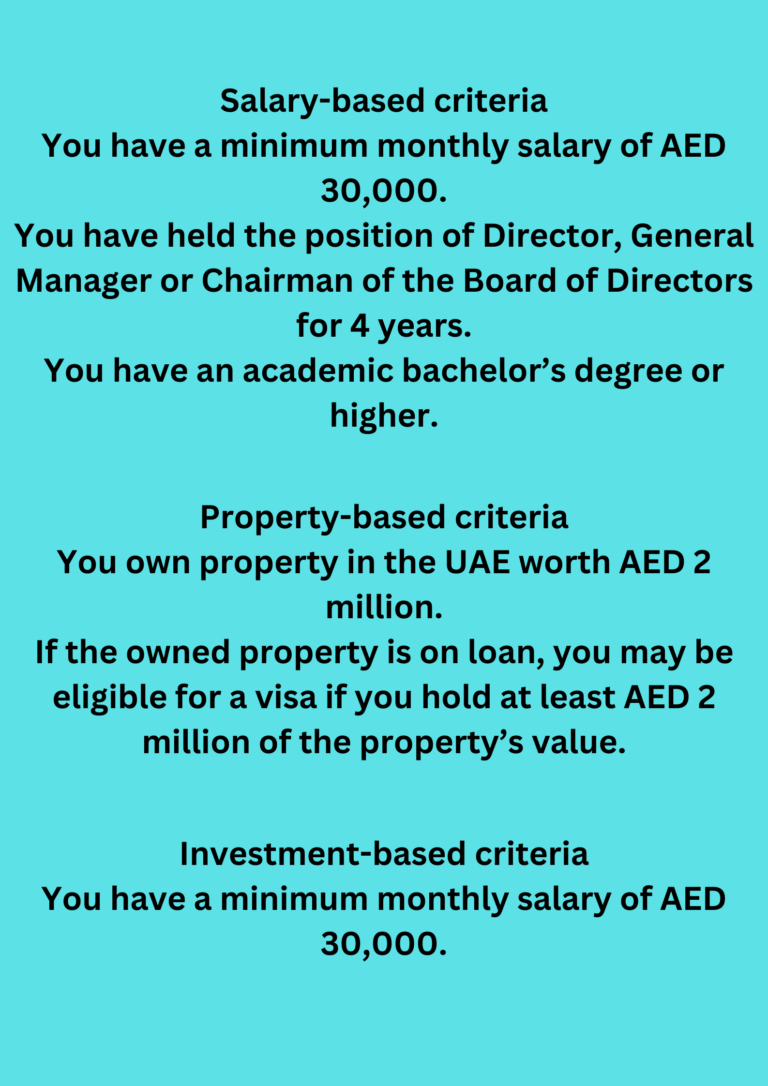 Salary-based criteria
You have a minimum monthly salary of AED
30,000.
You have held the position of Director, General
Manager or Chairman of the Board of Directors
for 4 years.
You have an academic bachelor’s degree or
higher.
Property-based criteria
You own property in the UAE worth AED 2
million.
If the owned property is on loan, you may be
eligible for a visa if you hold at least AED 2
million of the property’s value.
Investment-based criteria
You have a minimum monthly salary of AED
30,000.